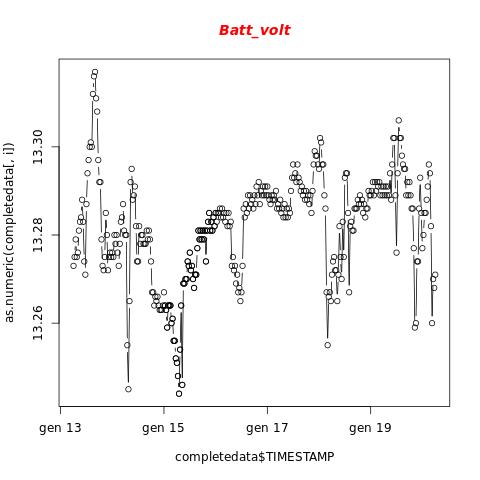 Batt_volt
as.numeric(completedata[, i])
13.30
13.28
13.26
gen 13
gen 15
gen 17
gen 19
completedata$TIMESTAMP